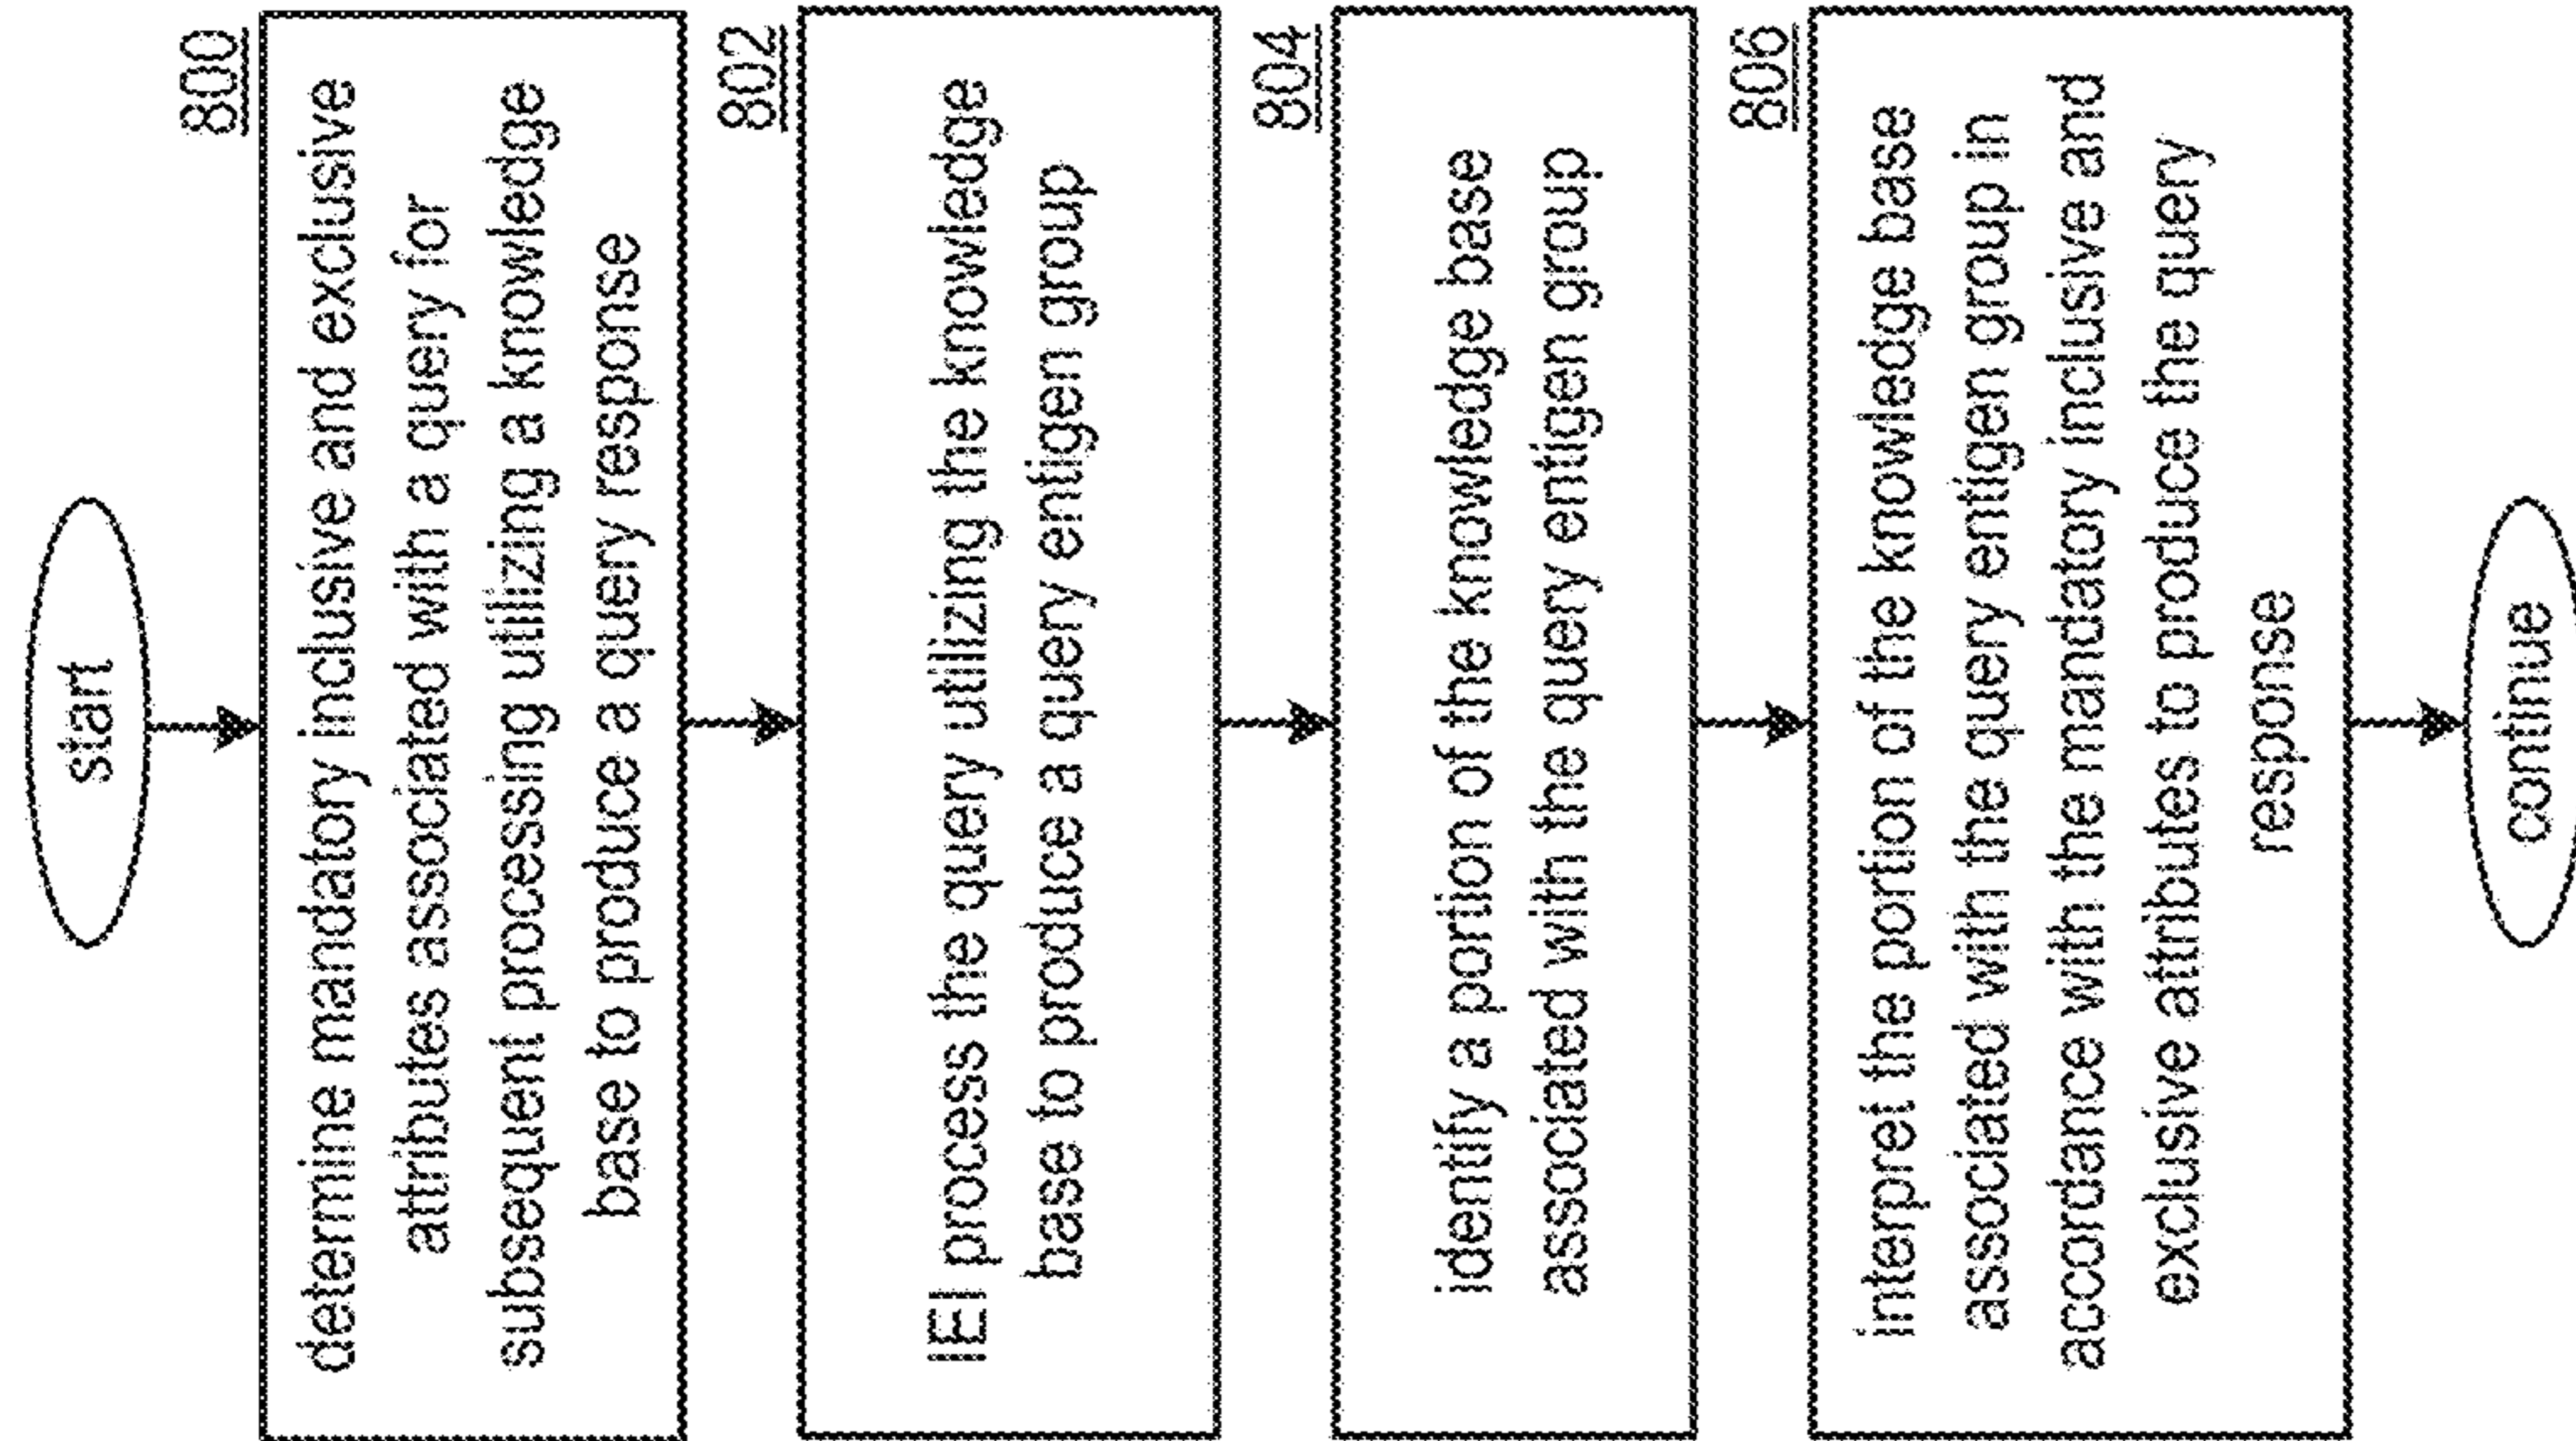 start
800
determine mandatory inclusive and exclusive
attributes associated with a query for
subsequent processing utilizing a knowledge
base to produce a query response
802
IEI process the query utilizing the knowledge
base to produce a query entigen group
804
identify a portion of the knowledge base
associated with the query entigen group
806
interpret the portion of the knowledge base
associated with the query entigen group in
accordance with the mandatory inclusive and
exclusive attributes to produce the query
response
continue